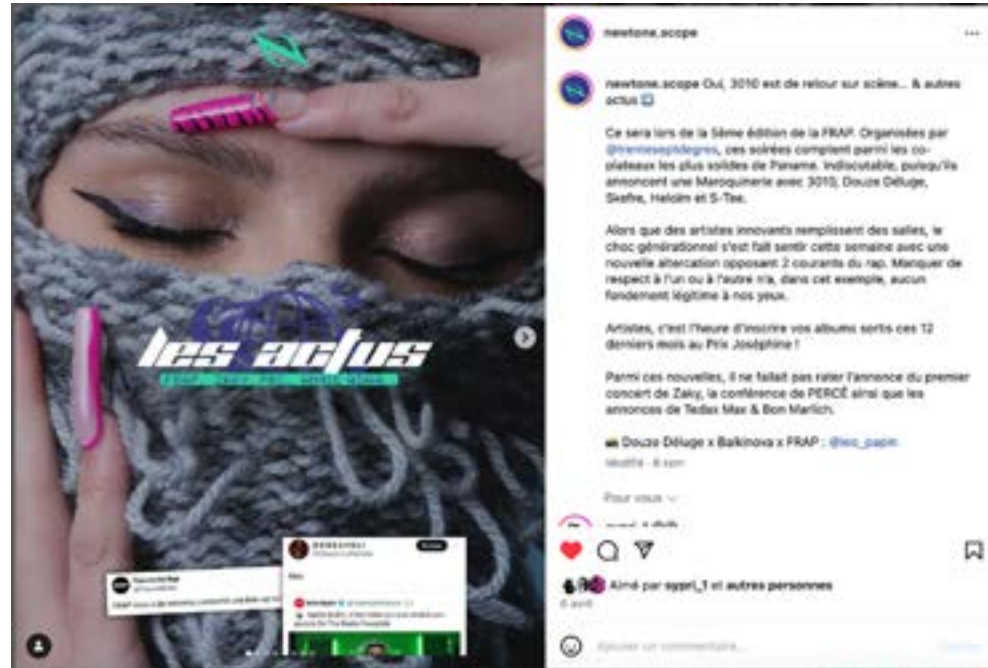 newtone.scope
newtone.scope Oui, 3010 est de retour sur scène... & autres
actus
Ce sera lors de la 5ème édition de la FRAP. Organisées par
@trenteseptdegres, ces soirées comptent parmi les co-
plateaux les plus solides de Paname. Indiscutable, puisqu'ils
annoncent une Maroquinerie avec 3010, Douze Déluge,
Skefre, Heloïm et S-Tee.
Alors que des artistes innovants remplissent des salles, le
choc générationnel s'est fait sentir cette semaine avec une
nouvelle altercation opposant 2 courants du rap. Manquer de
respect à l'un ou à l'autre n'a, dans cet exemple, aucun
fondement légitime à nos yeux.
Artistes, c'est l'heure d'inscrire vos albums sortis ces 12
derniers mois au Prix Joséphine !
Parmi ces nouvelles, il ne fallait pas rater l'annonce du premier
concert de Zaky, la conférence de PERCÉ ainsi que les
annonces de Tedax Max & Bon Marlich.
📸 Douze Déluge x Balkinova x FRAP : @leo_papin
Modifié · 6 sem
Pour vous
les actus
Aimé par sypri_1 et autres personnes
6 avril
Ajouter un commentaire...